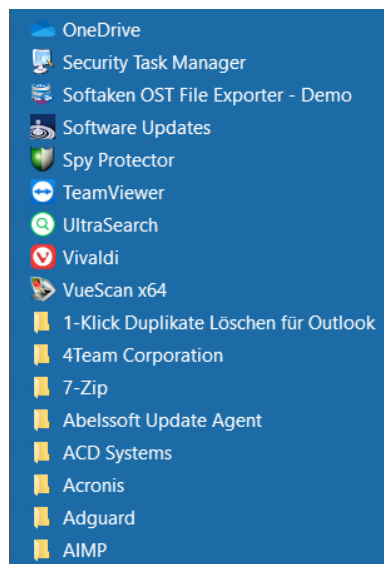 OneDrive
Security Task Manager
Softaken OST File Exporter - Demo
Software Updates
Spy Protector
TeamViewer
UltraSearch
Vivaldi
VueScan x64
1-Klick Duplikate Löschen für Outlook
4Team Corporation
7-Zip
Abelssoft Update Agent
ACD Systems
Acronis
Adguard
AIMP